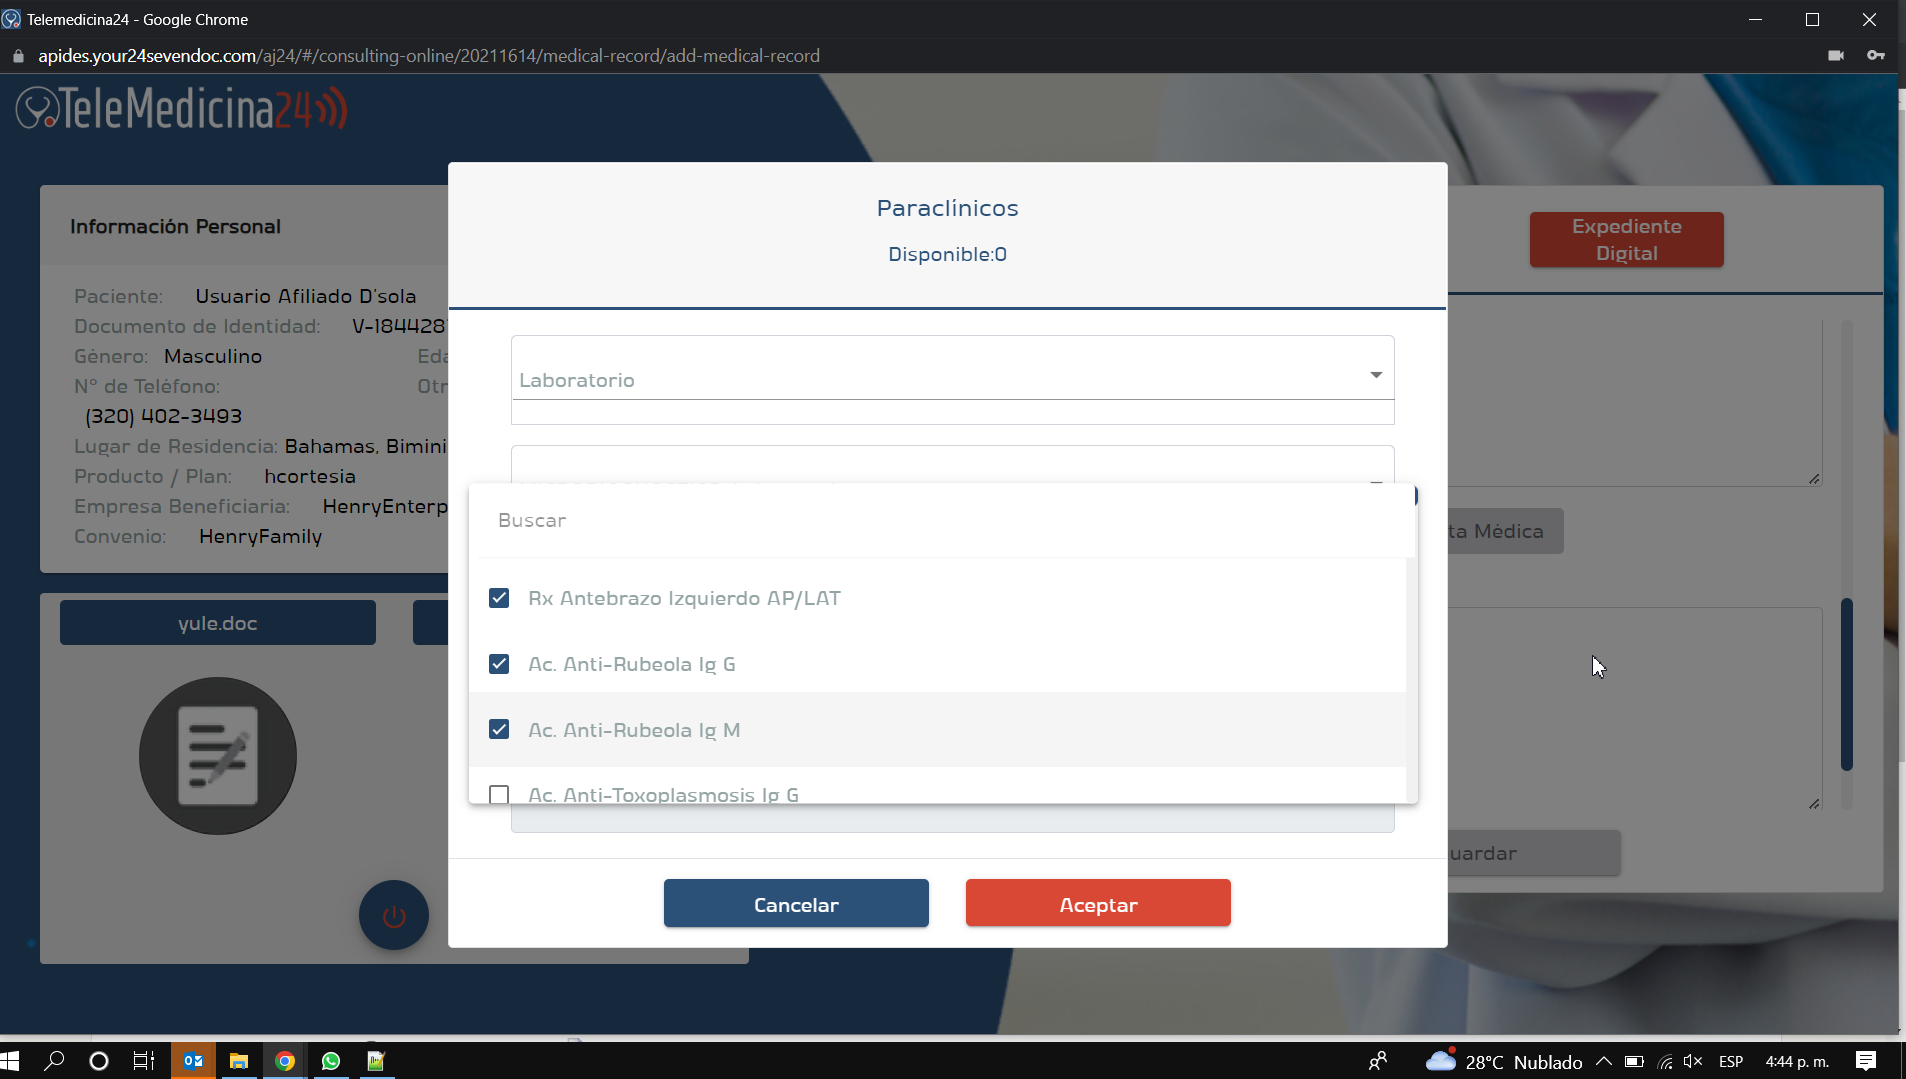 Telemedicina24 - Google Chrome
apides.your24sevendoc.com/aj24/#/consulting-online/20211614/medical-record/add-medical-record
TeleMedicina24
Información Personal
Paciente: Usuario Afiliado D'sola
Documento de Identidad: V-184428
Género: Masculino Eda
N° de Teléfono: Otr
(320) 402-3493
Lugar de Residencia: Bahamas, Bimini
Producto / Plan: hcortesia
Empresa Beneficiaria: HenryEnterp
Convenio: HenryFamily
yule.doc
Paraclínicos
Disponible:0
Laboratorio
Buscar
Rx Antebrazo Izquierdo AP/LAT
Ac. Anti-Rubeola Ig G
Ac. Anti-Rubeola Ig M
Ac. Anti-Toxoplasmosis Ig G
Cancelar
Aceptar
Expediente
Digital
ta Médica
uardar
28°C Nublado
ESP
4:44 p. m.